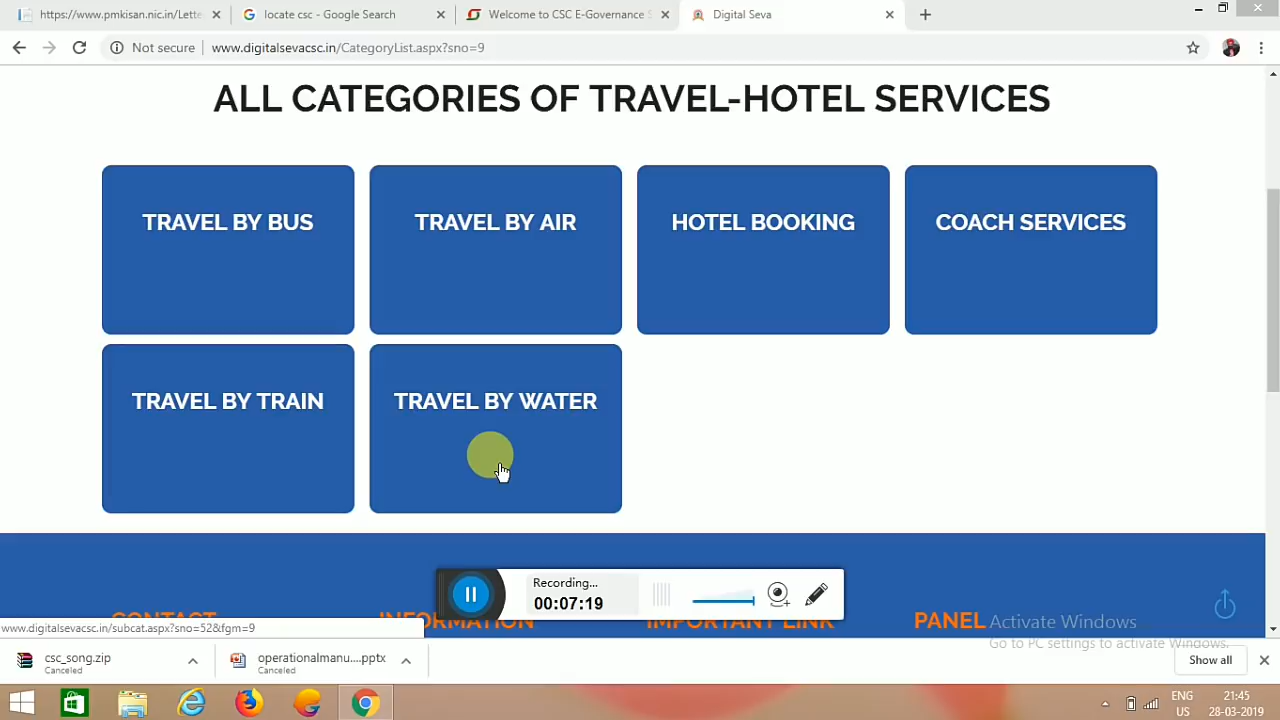 https://www.pmkisan.nic.in/Lette
locate csc - Google Search
Welcome to CSC E-Governance S
Digital Seva
Not secure
www.digitalsevacsc.in/CategoryList.aspx?sno=9
ALL CATEGORIES OF TRAVEL-HOTEL SERVICES
TRAVEL BY BUS
TRAVEL BY AIR
HOTEL BOOKING
COACH SERVICES
TRAVEL BY TRAIN
TRAVEL BY WATER
Recording...
00:07:19
CONTACT
INFORMATION
IMPORTANT LINK
PANEL
Activate Windows
Go to PC settings to activate Windows.
www.digitalsevacsc.in/subcat.aspx?sno=52&fgm=9
csc_song.zip
Canceled
operationalmanu....pptx
Canceled
Show all
ENG
US
21:45
28-03-2019